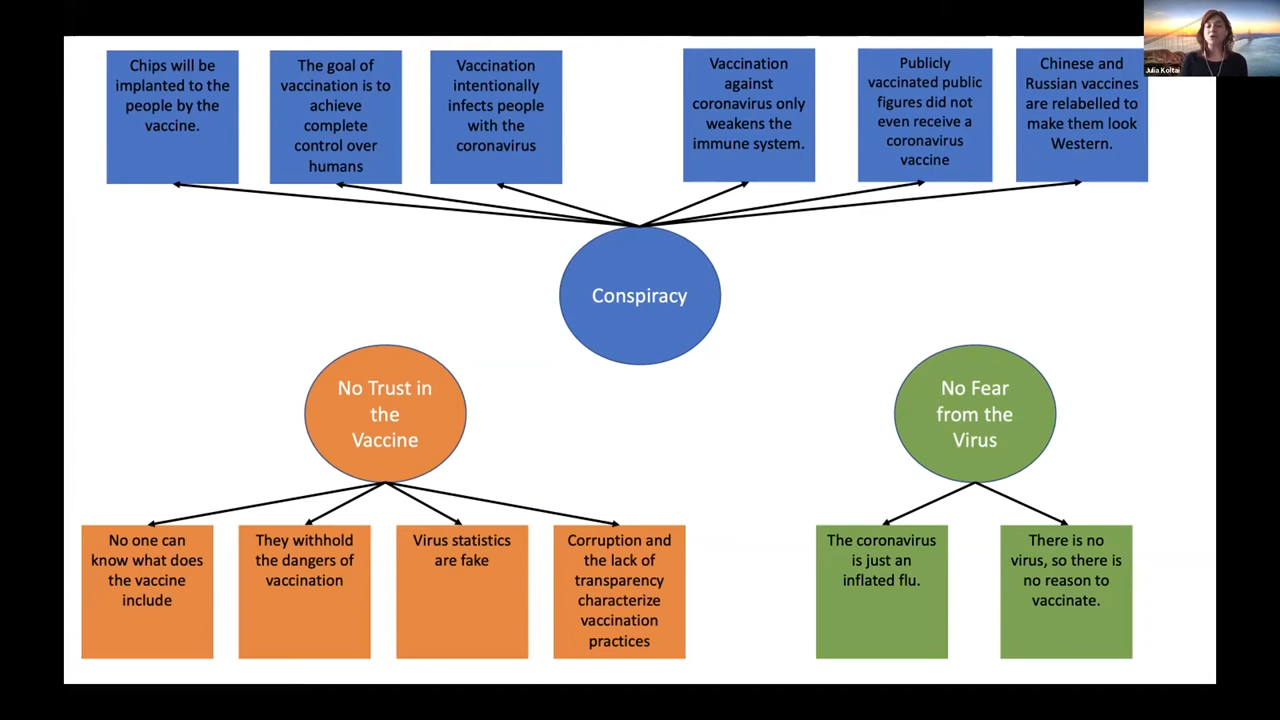 Chips will be
implanted to the
people by the
vaccine.
The goal of
vaccination is to
achieve
complete
control over
humans
Vaccination
intentionally
infects people
with the
coronavirus
Vaccination
against
coronavirus only
weakens the
immune system.
Publicly
vaccinated public
figures did not
even receive a
coronavirus
vaccine
Chinese and
Russian vaccines
are relabelled to
make them look
Western.
Julia Koltai
Conspiracy
No Trust in
the
Vaccine
No Fear
from the
Virus
No one can
know what does
the vaccine
include
They withhold
the dangers of
vaccination
Virus statistics
are fake
Corruption and
the lack of
transparency
characterize
vaccination
practices
The coronavirus
is just an
inflated flu.
There is no
virus, so there is
no reason to
vaccinate.